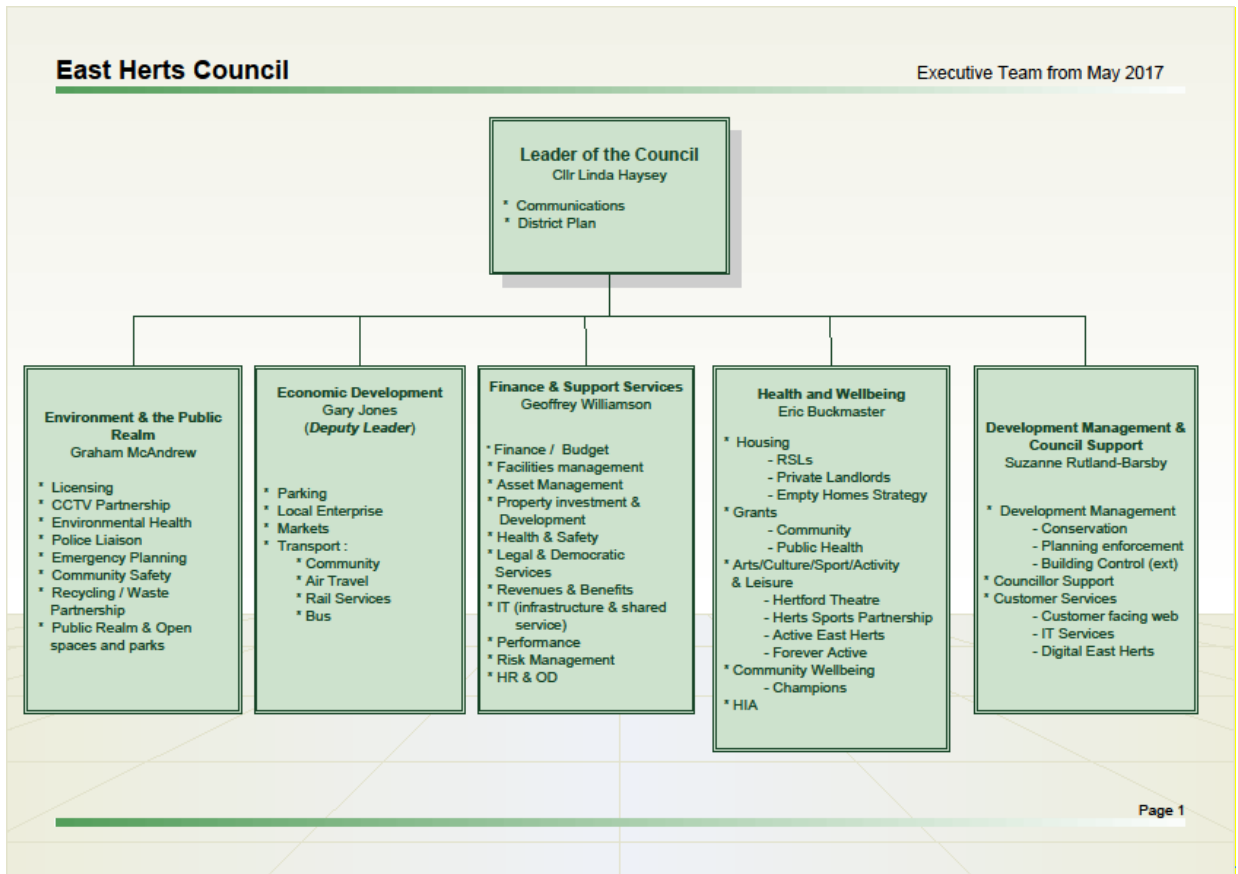 East Herts Council
Executive Team from May 2017
Leader of the Council
Cllr Linda Haysey
* Communications
* District Plan
Environment & the Public
Realm
Graham McAndrew
* Licensing
* CCTV Partnership
* Environmental Health
* Police Liaison
* Emergency Planning
* Community Safety
* Recycling / Waste
Partnership
* Public Realm & Open
spaces and parks
Economic Development
Gary Jones
(Deputy Leader)
* Parking
* Local Enterprise
* Markets
* Transport :
* Community
* Air Travel
* Rail Services
* Bus
Finance & Support Services
Geoffrey Williamson
* Finance / Budget
* Facilities management
* Asset Management
* Property investment &
Development
* Health & Safety
* Legal & Democratic
Services
* Revenues & Benefits
* IT (infrastructure & shared
service)
* Performance
* Risk Management
* HR & OD
Health and Wellbeing
Eric Buckmaster
* Housing
- RSLs
- Private Landlords
- Empty Homes Strategy
* Grants
- Community
- Public Health
* Arts/Culture/Sport/Activity
& Leisure
- Hertford Theatre
- Herts Sports Partnership
- Active East Herts
- Forever Active
* Community Wellbeing
- Champions
* HIA
Development Management &
Council Support
Suzanne Rutland-Barsby
* Development Management
- Conservation
- Planning enforcement
- Building Control (ext)
* Councillor Support
* Customer Services
- Customer facing web
- IT Services
- Digital East Herts
Page 1